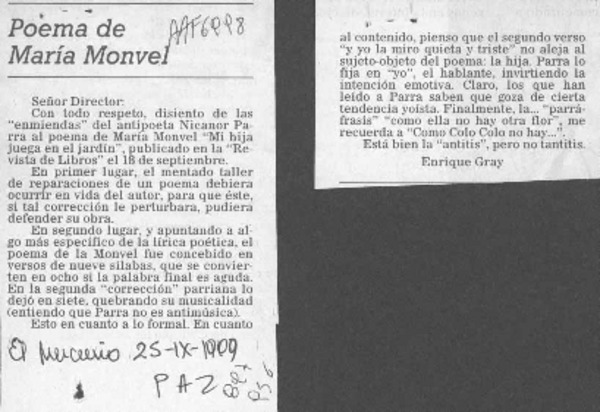 Poema de
María Monvel
AAF6998
Señor Director:
Con todo respeto, disiento de las
"enmiendas" del antipoeta Nicanor Pa-
rra al poema de María Monvel "Mi hija
juega en el jardín", publicado en la "Re-
vista de Libros" el 18 de septiembre.
En primer lugar, el mentado taller
de reparaciones de un poema debiera
ocurrir en vida del autor, para que éste,
si tal corrección le perturbara, pudiera
defender su obra.
En segundo lugar, y apuntando a al-
go más específico de la lírica poética, el
poema de la Monvel fue concebido en
versos de nueve sílabas, que se convier-
ten en ocho si la palabra final es aguda.
En la segunda "corrección" parriana lo
dejó en siete, quebrando su musicalidad
(entiendo que Parra no es antimúsica).
Esto en cuanto a lo formal. En cuanto
El Mercurio 25-IX-1909
PAZ
al contenido, pienso que el segundo verso
"y yo la miro quieta y triste" no aleja al
sujeto-objeto del poema: la hija. Parra lo
fija en "yo", el hablante, invirtiendo la
intención emotiva. Claro, los que han
leído a Parra saben que goza de cierta
tendencia yoísta. Finalmente, la... "parrá-
frasis" "como ella no hay otra flor", me
recuerda a "Como Colo Colo no hay...".
Está bien la "antitis", pero no tantitis.
Enrique Gray